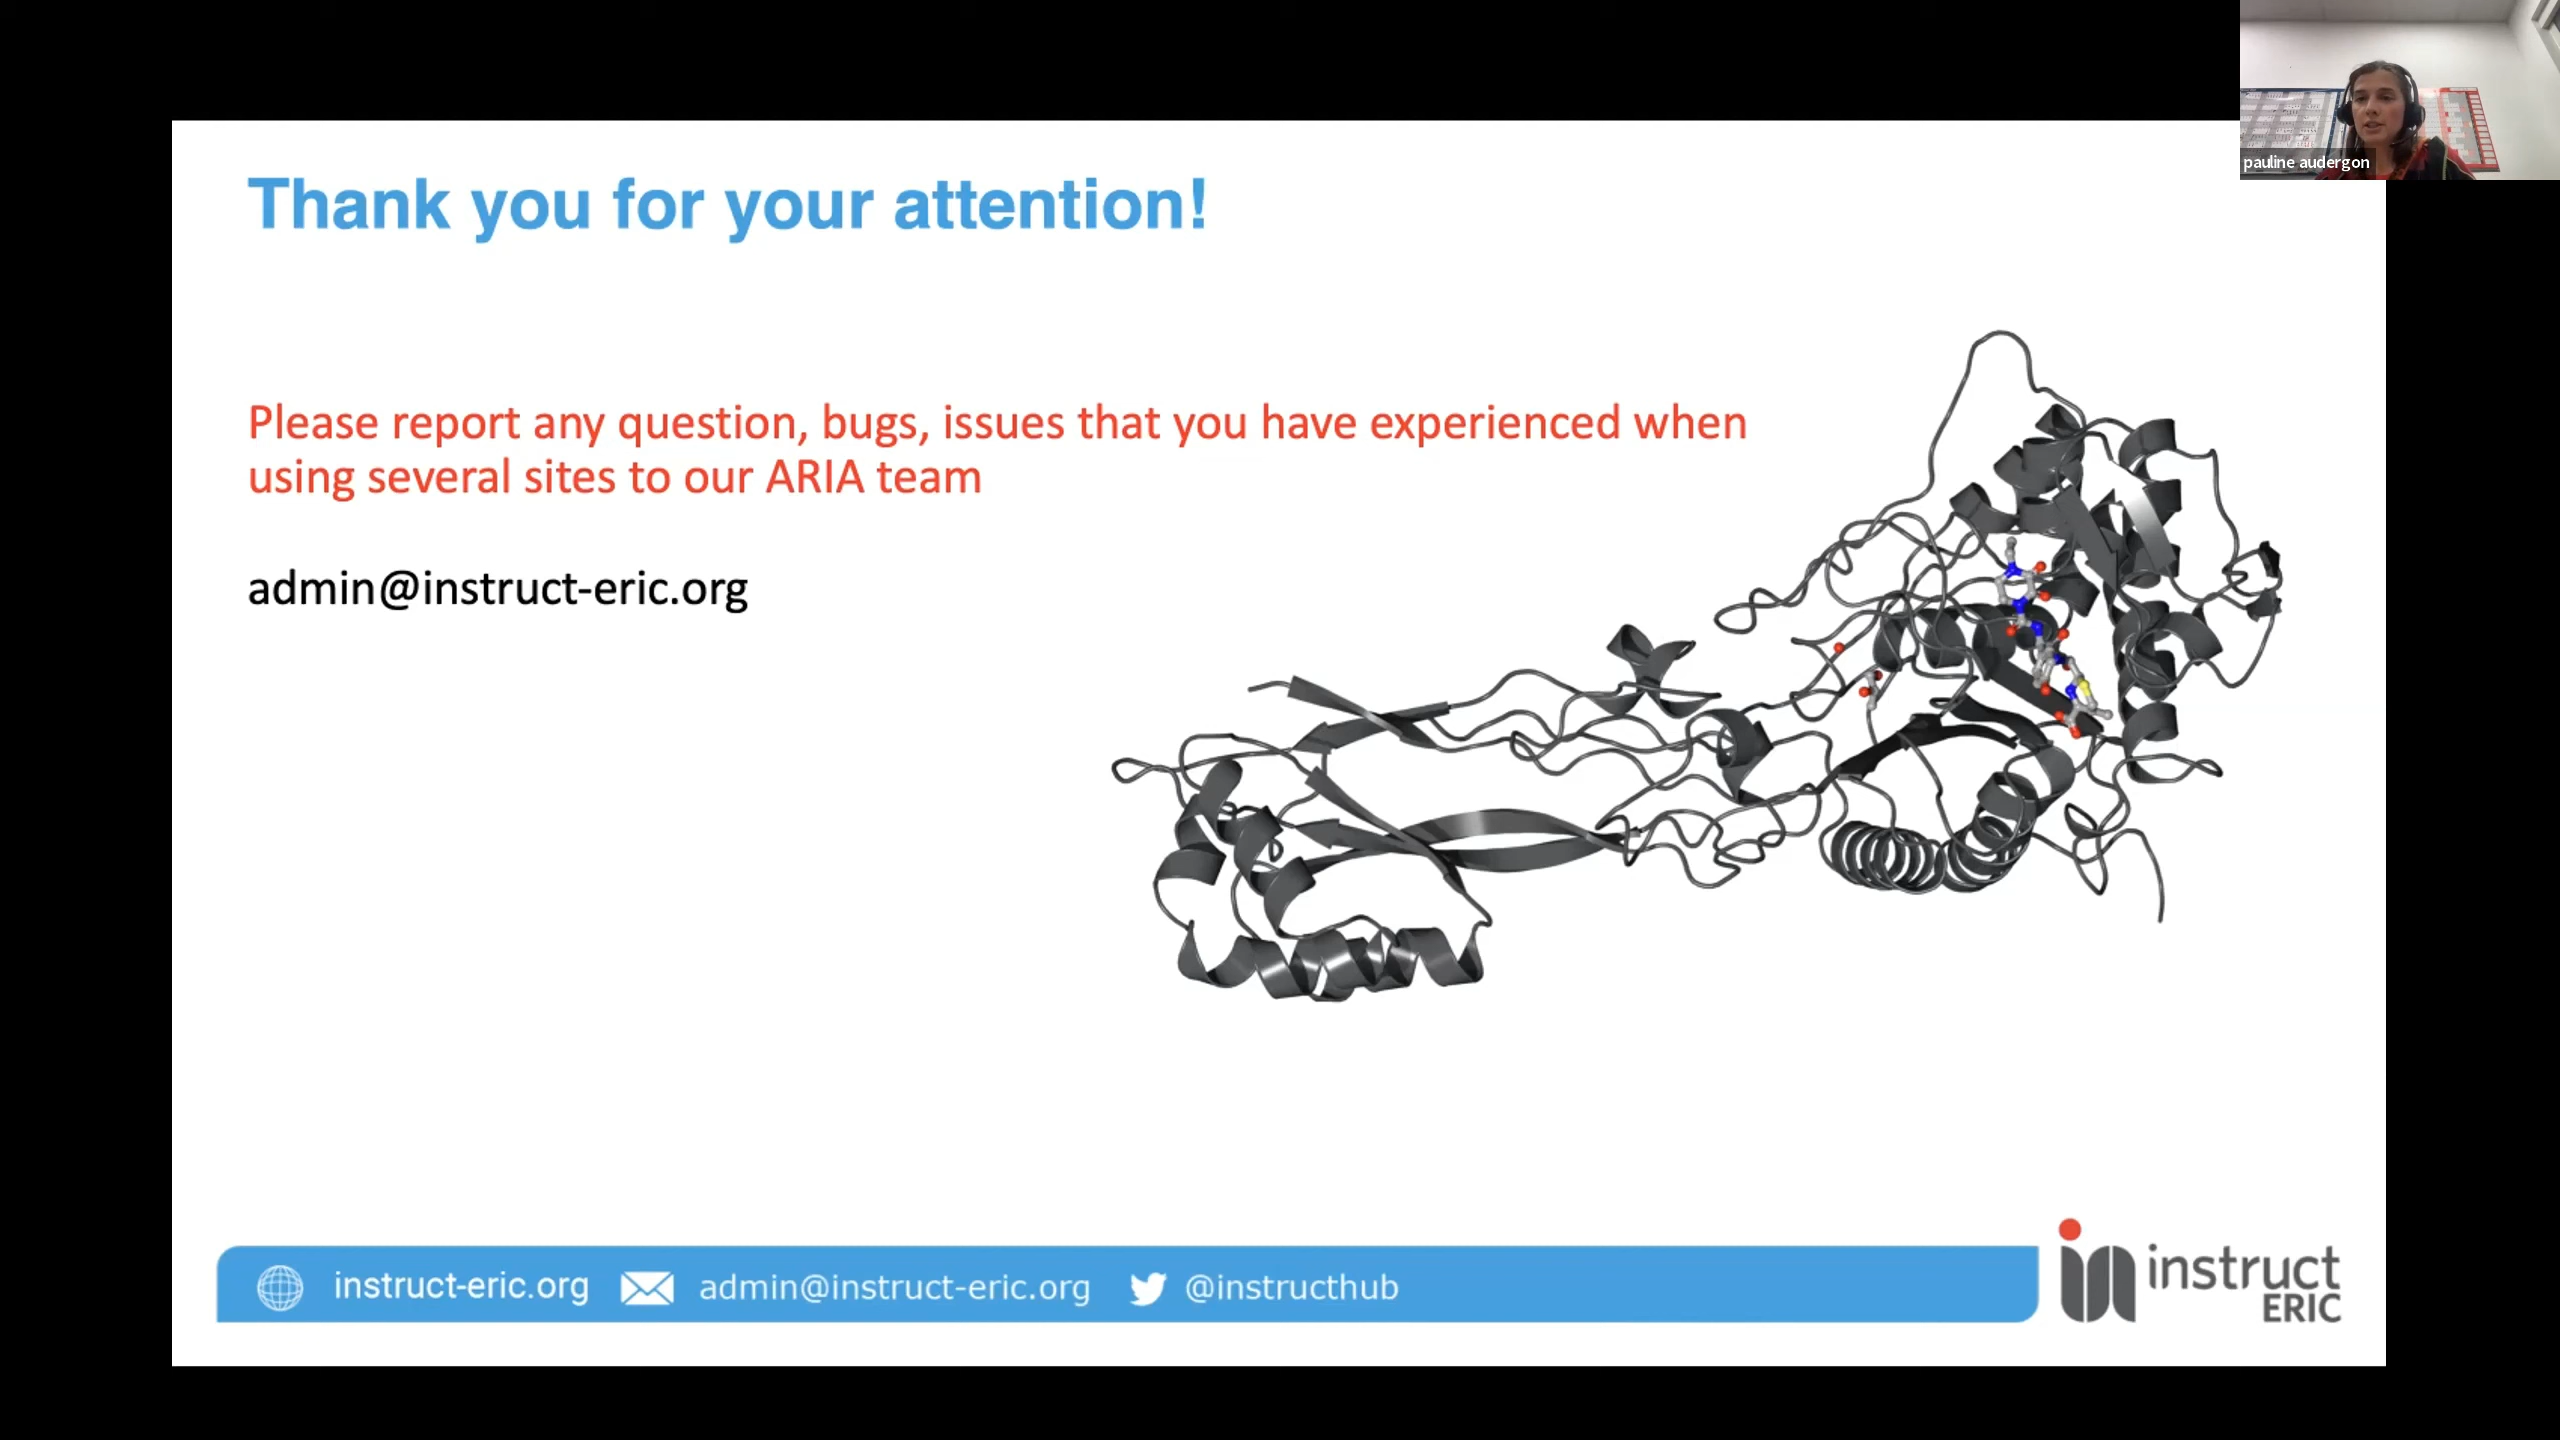 pauline audergon
Thank you for your attention!
Please report any question, bugs, issues that you have experienced when
using several sites to our ARIA team
admin@instruct-eric.org
instruct-eric.org admin@instruct-eric.org @instructhub
instruct
ERIC